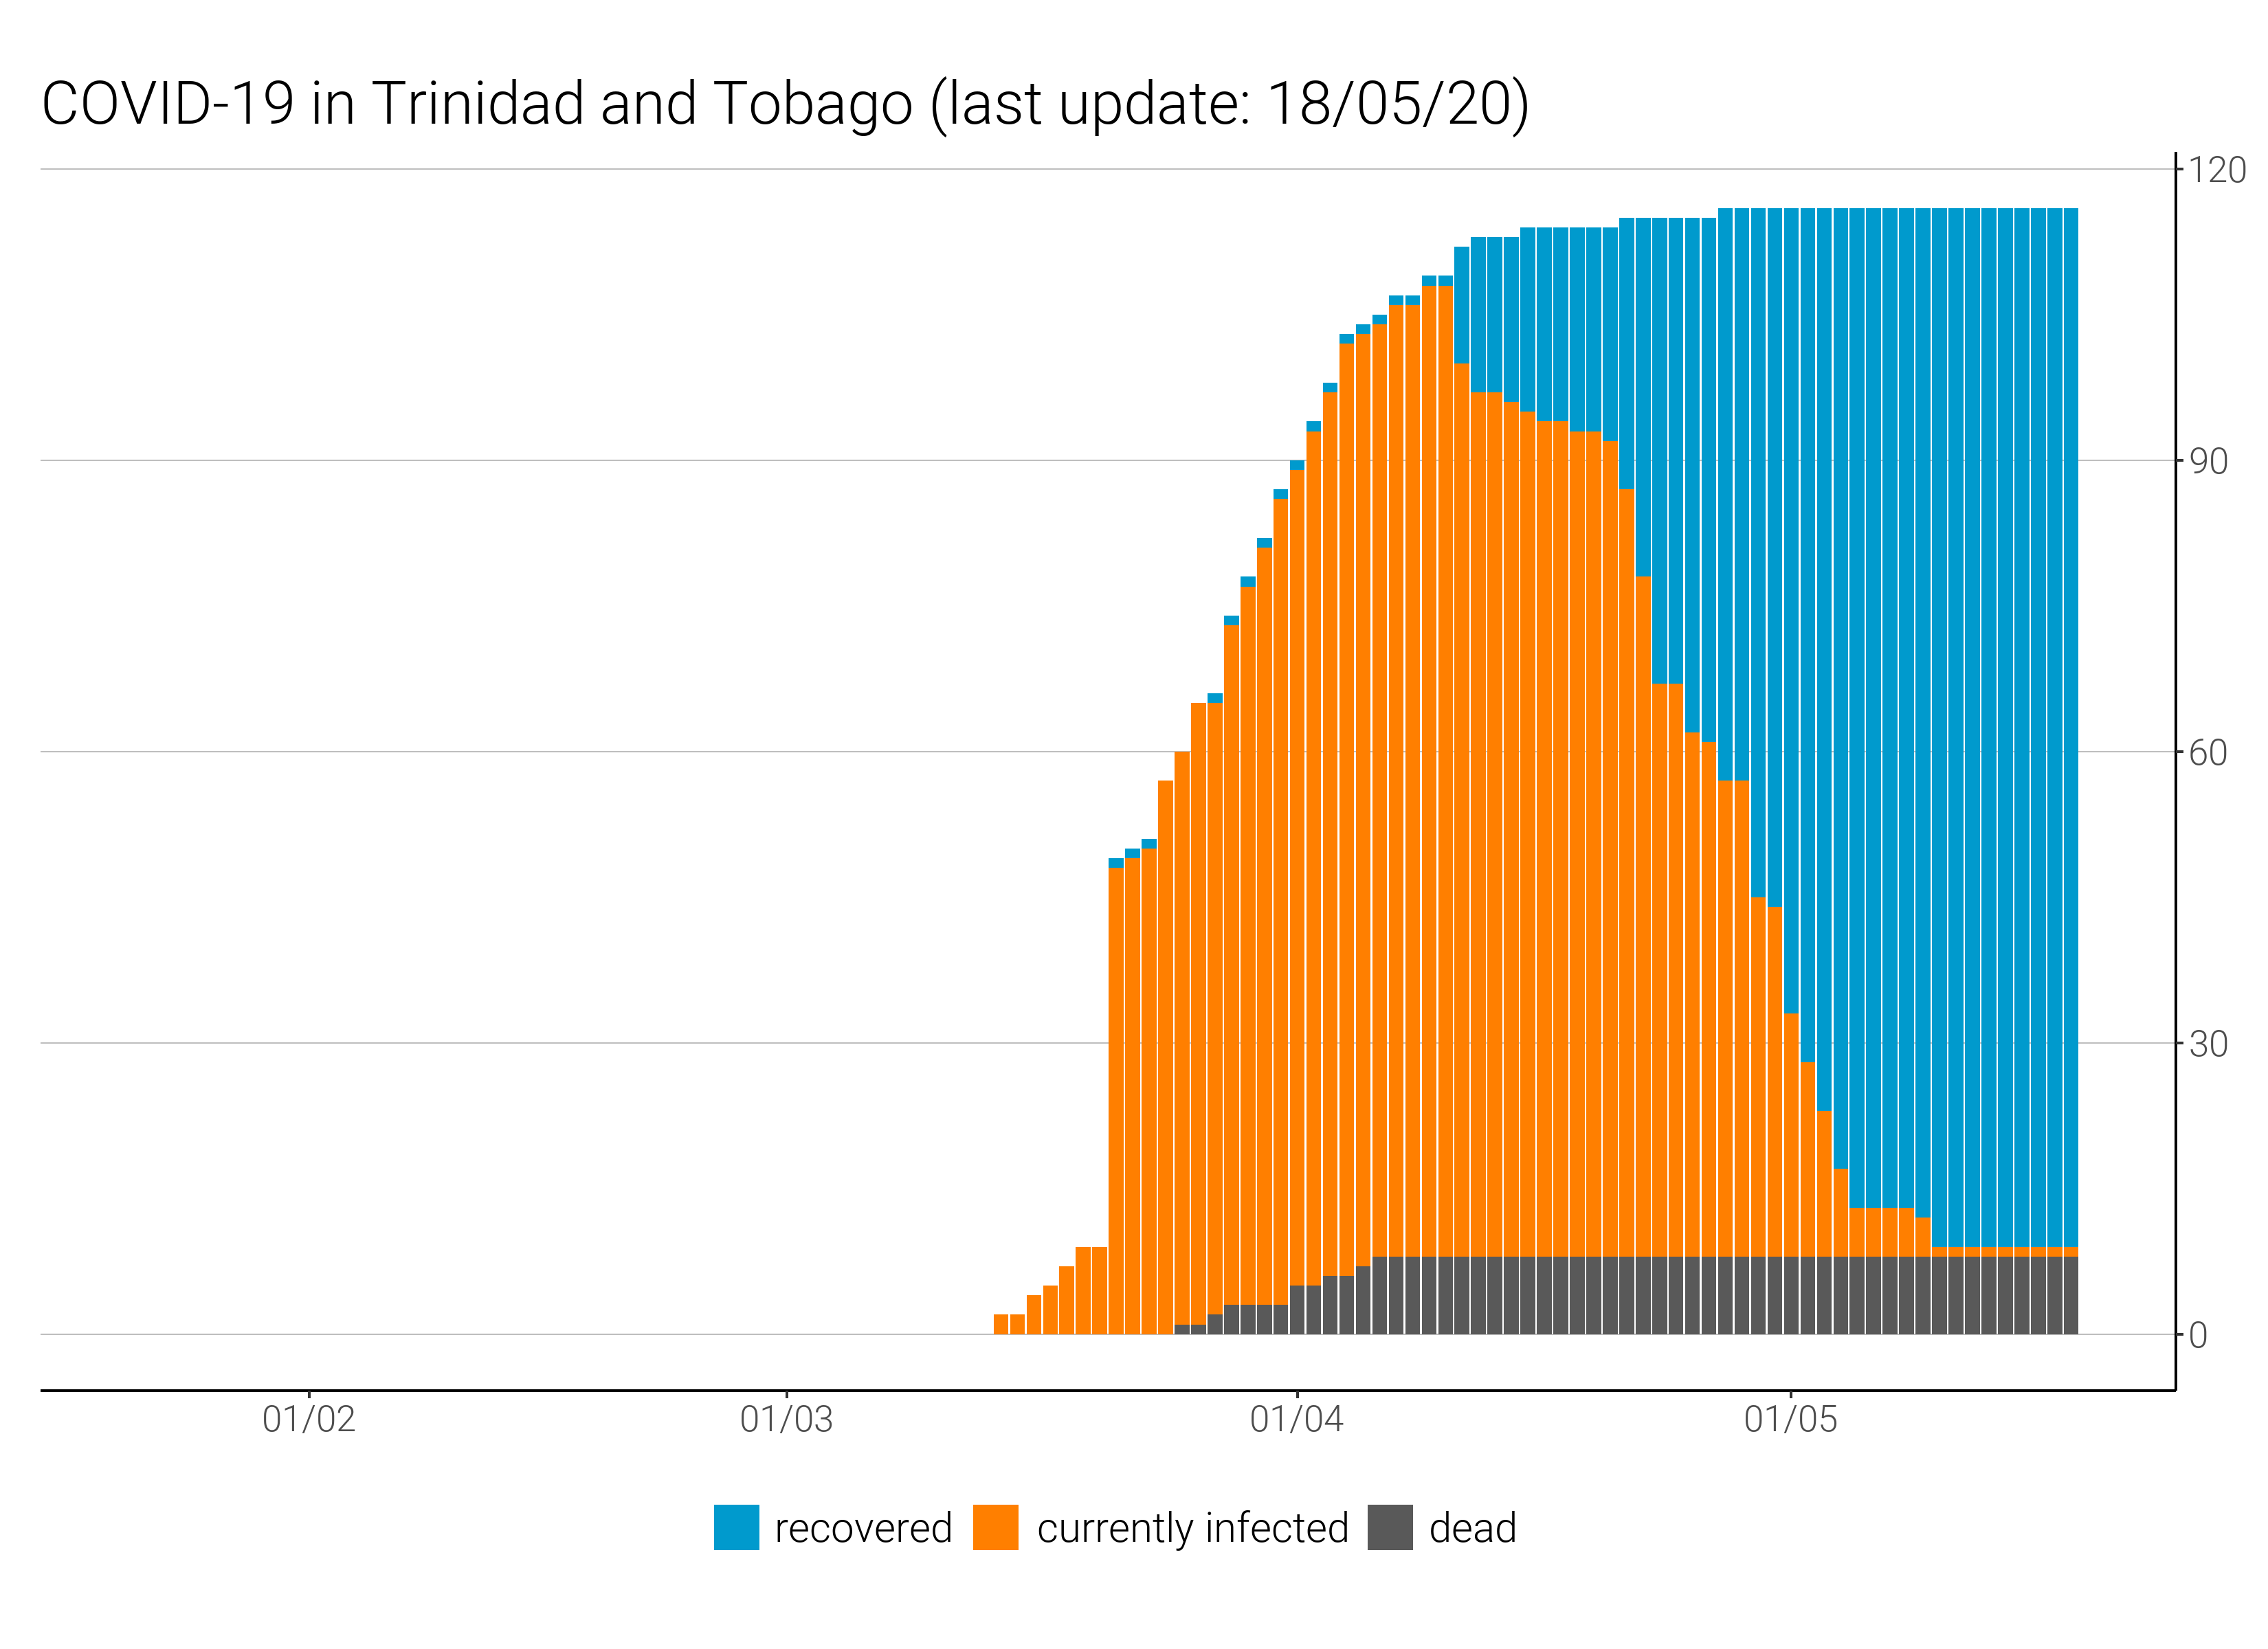 COVID-19 in Trinidad and Tobago (last update: 18/05/20)
120
90
60
30
0
01/02 01/03 01/04 01/05
recovered currently infected dead